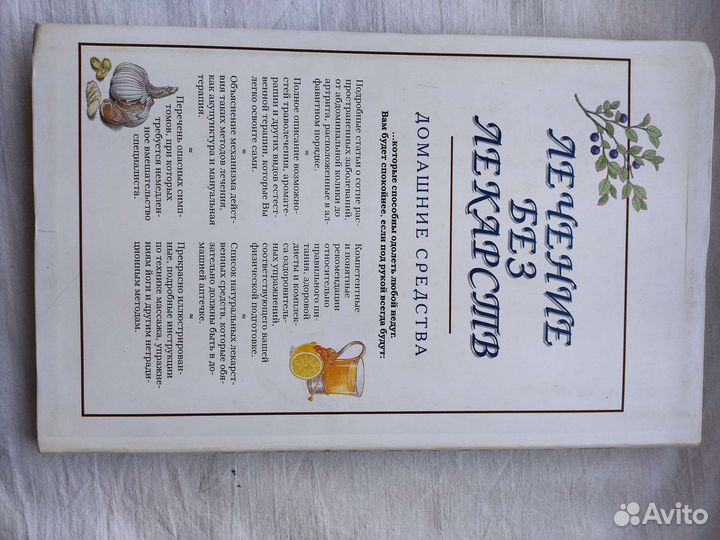 ЛЕЧЕНИЕ
БЕЗ
ЛЕКАРСТВ
ДОМАШНИЕ СРЕДСТВА
...которые способны одолеть любой недуг.
Вам будет спокойнее, если под рукой всегда будут:
Подробные статьи о сотне рас-
пространенных заболеваний,
от абдоминальной колики до
артрита, расположенные в ал-
фавитном порядке.
≈
Полное описание возможно-
стей траволечения, аромате-
рапии и других видов естест-
венной терапии, которые Вы
легко освоите сами.
≈
Объяснение механизма дейст-
вия таких методов лечения,
как акупунктура и мануальная
терапия.
≈
Перечень опасных симп-
томов, при которых
требуется немедлен-
ное вмешательство
специалиста.
Компетентные
и понятные
рекомендации
относительно
правильного пи-
тания, здоровой
диеты и комплек-
са оздоровитель-
ных упражнений,
соответствующего вашей
физической подготовке.
≈
Список натуральных лекарст-
венных средств, которые обя-
зательно должны быть в до-
машней аптечке.
≈
Прекрасно иллюстрирован-
ные, подробные инструкции
по технике массажа, упражне-
ниям йоги и другим нетради-
ционным методам.
Avito